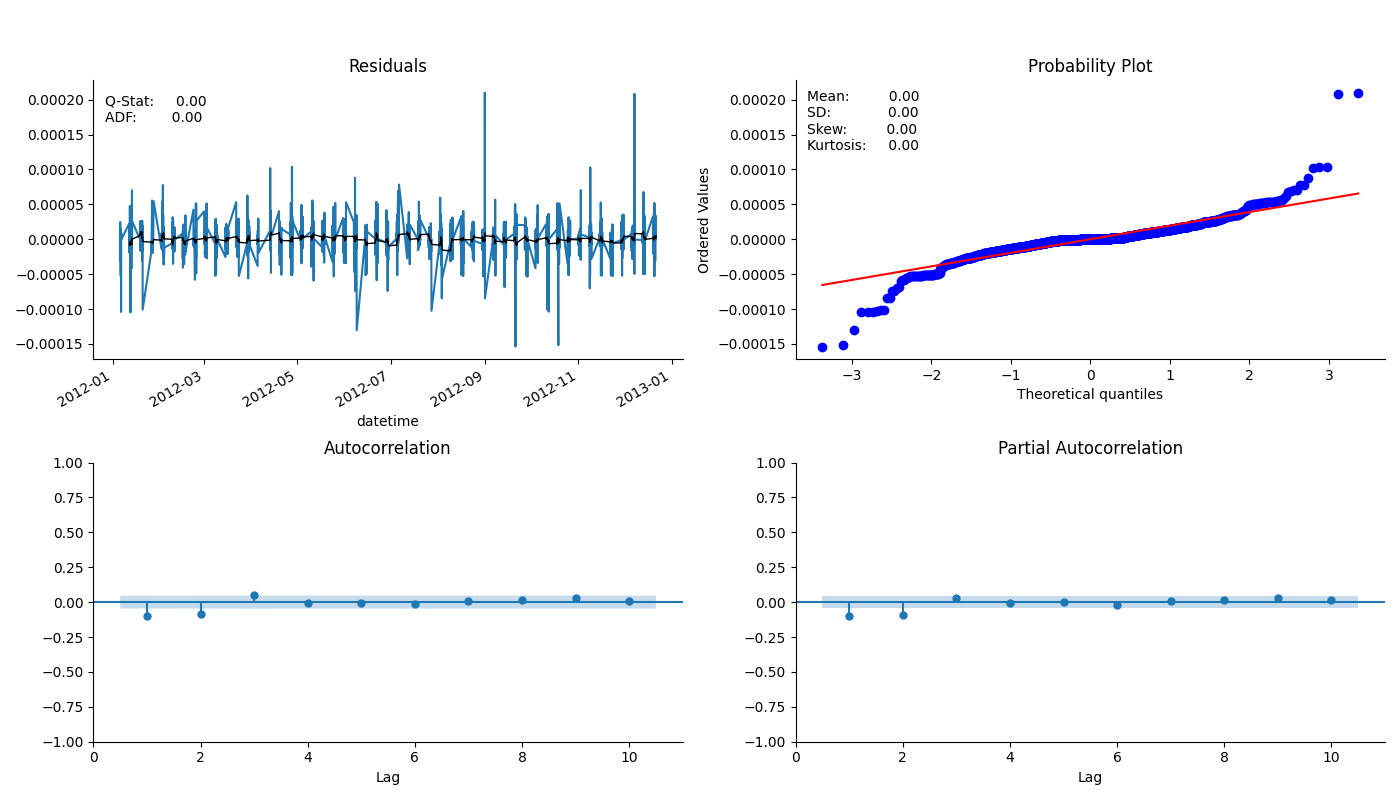 Residuals
Q-Stat: 0.00
ADF: 0.00
0.00020
0.00015
0.00010
0.00005
0.00000
−0.00005
−0.00010
−0.00015
2012-01
2012-03
2012-05
2012-07
2012-09
2012-11
2013-01
datetime
Probability Plot
Mean: 0.00
SD: 0.00
Skew: 0.00
Kurtosis: 0.00
Ordered Values
0.00020
0.00015
0.00010
0.00005
0.00000
−0.00005
−0.00010
−0.00015
−3 −2 −1 0 1 2 3
Theoretical quantiles
Autocorrelation
1.00
0.75
0.50
0.25
0.00
−0.25
−0.50
−0.75
−1.00
0 2 4 6 8 10
Lag
Partial Autocorrelation
1.00
0.75
0.50
0.25
0.00
−0.25
−0.50
−0.75
−1.00
0 2 4 6 8 10
Lag